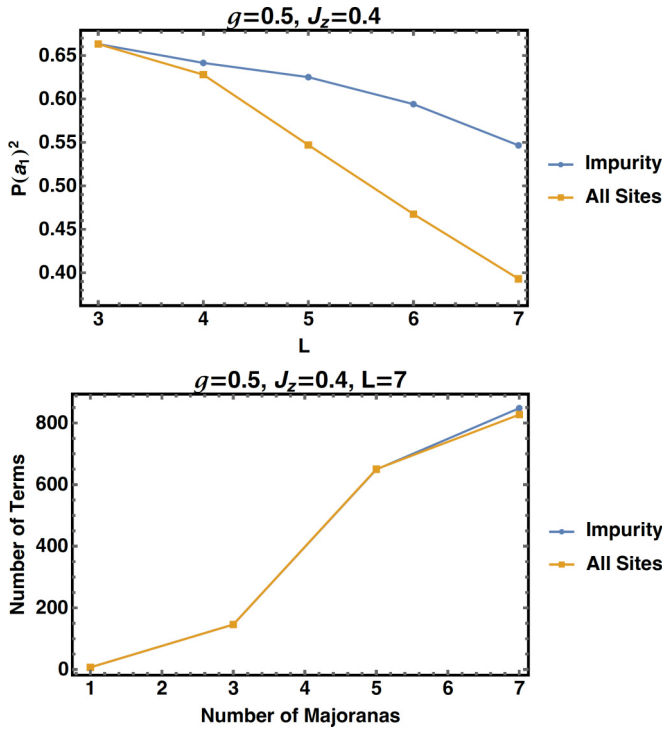 g=0.5, Jz=0.4
P(a1)²
0.65
0.60
0.55
0.50
0.45
0.40
3 4 5 6 7
L
Impurity
All Sites
g=0.5, Jz=0.4, L=7
Number of Terms
800
600
400
200
0
1 2 3 4 5 6 7
Number of Majoranas
Impurity
All Sites